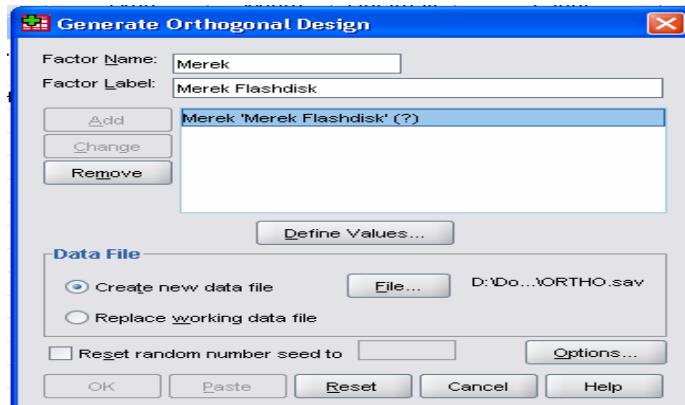 Generate Orthogonal Design
Factor Name: Merek
Factor Label: Merek Flashdisk
Add
Merek 'Merek Flashdisk' (?)
Change
Remove
Define Values...
Data File
Create new data file File... D:\Do...\ORTHO.sav
Replace working data file
Reset random number seed to Options...
OK Paste Reset Cancel Help